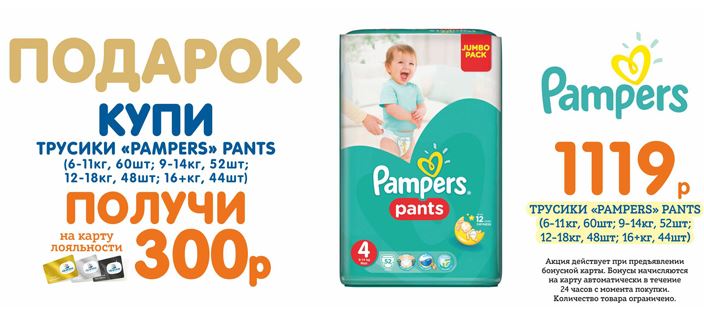 ПОДАРОК
КУПИ
ТРУСИКИ «PAMPERS» PANTS
(6-11кг, 60шт; 9-14кг, 52шт;
12-18кг, 48шт; 16+кг, 44шт)
ПОЛУЧИ
на карту
лояльности
300р
JUMBO
PACK
Pampers
pants
12
4
52
Pampers
1119 р
ТРУСИКИ «PAMPERS» PANTS
(6-11кг, 60шт; 9-14кг, 52шт;
12-18кг, 48шт; 16+кг, 44шт)
Акция действует при предъявлении
бонусной карты. Бонусы начисляются
на карту автоматически в течение
24 часов с момента покупки.
Количество товара ограничено.